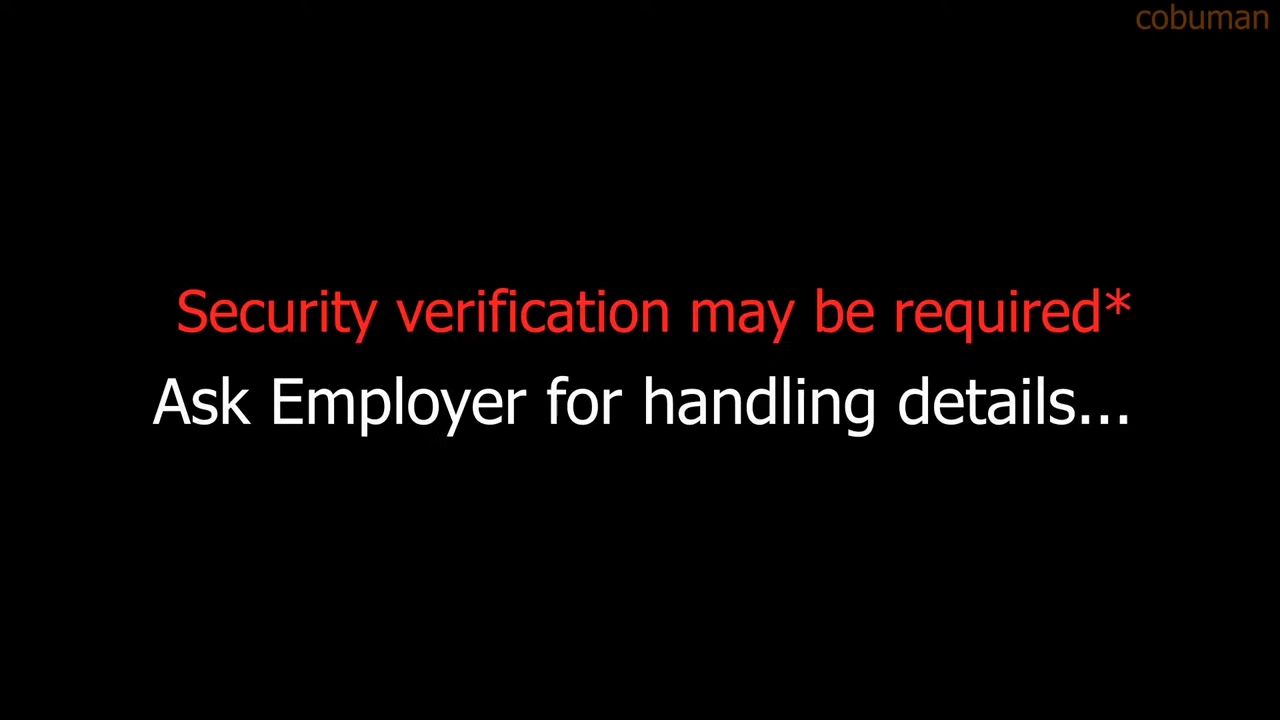 cobuman
Security verification may be required*
Ask Employer for handling details...